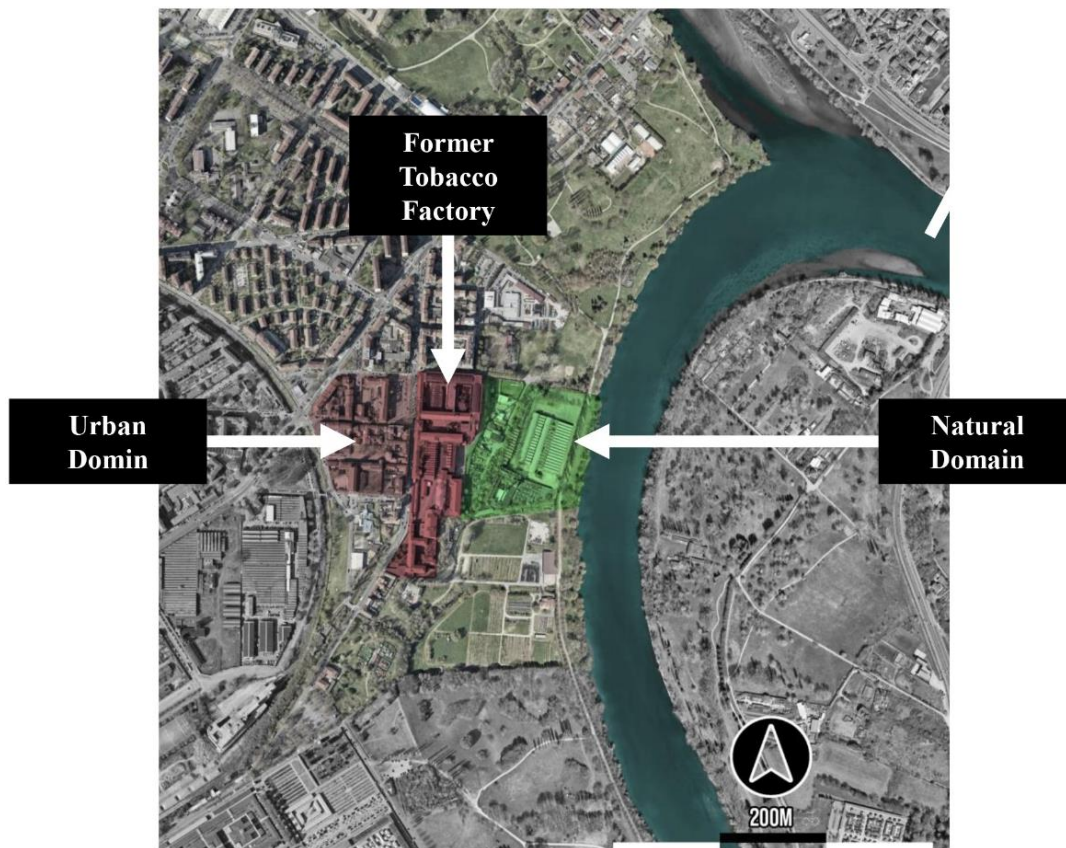 Former
Tobacco
Factory
Urban
Domin
Natural
Domain
200M